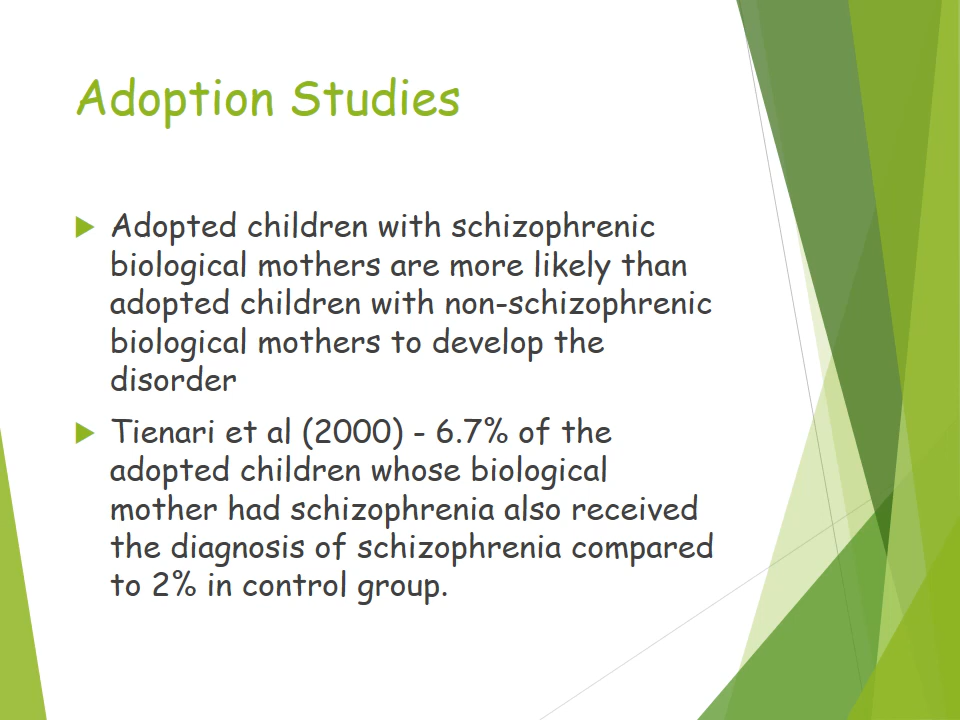 Adoption Studies
Adopted children with schizophrenic
biological mothers are more likely than
adopted children with non-schizophrenic
biological mothers to develop the
disorder
Tienari et al (2000) - 6.7% of the
adopted children whose biological
mother had schizophrenia also received
the diagnosis of schizophrenia compared
to 2% in control group.